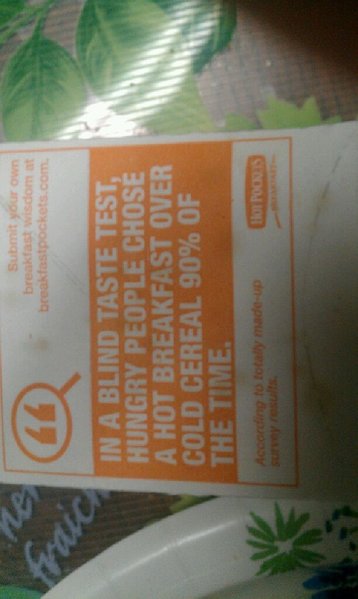 Submit your own
breakfast wisdom at
breakfastpockets.com.
IN A BLIND TASTE TEST,
HUNGRY PEOPLE CHOSE
A HOT BREAKFAST OVER
COLD CEREAL 90% OF
THE TIME.
According to totally made-up
survey results.
HOT POCKETS
fraich